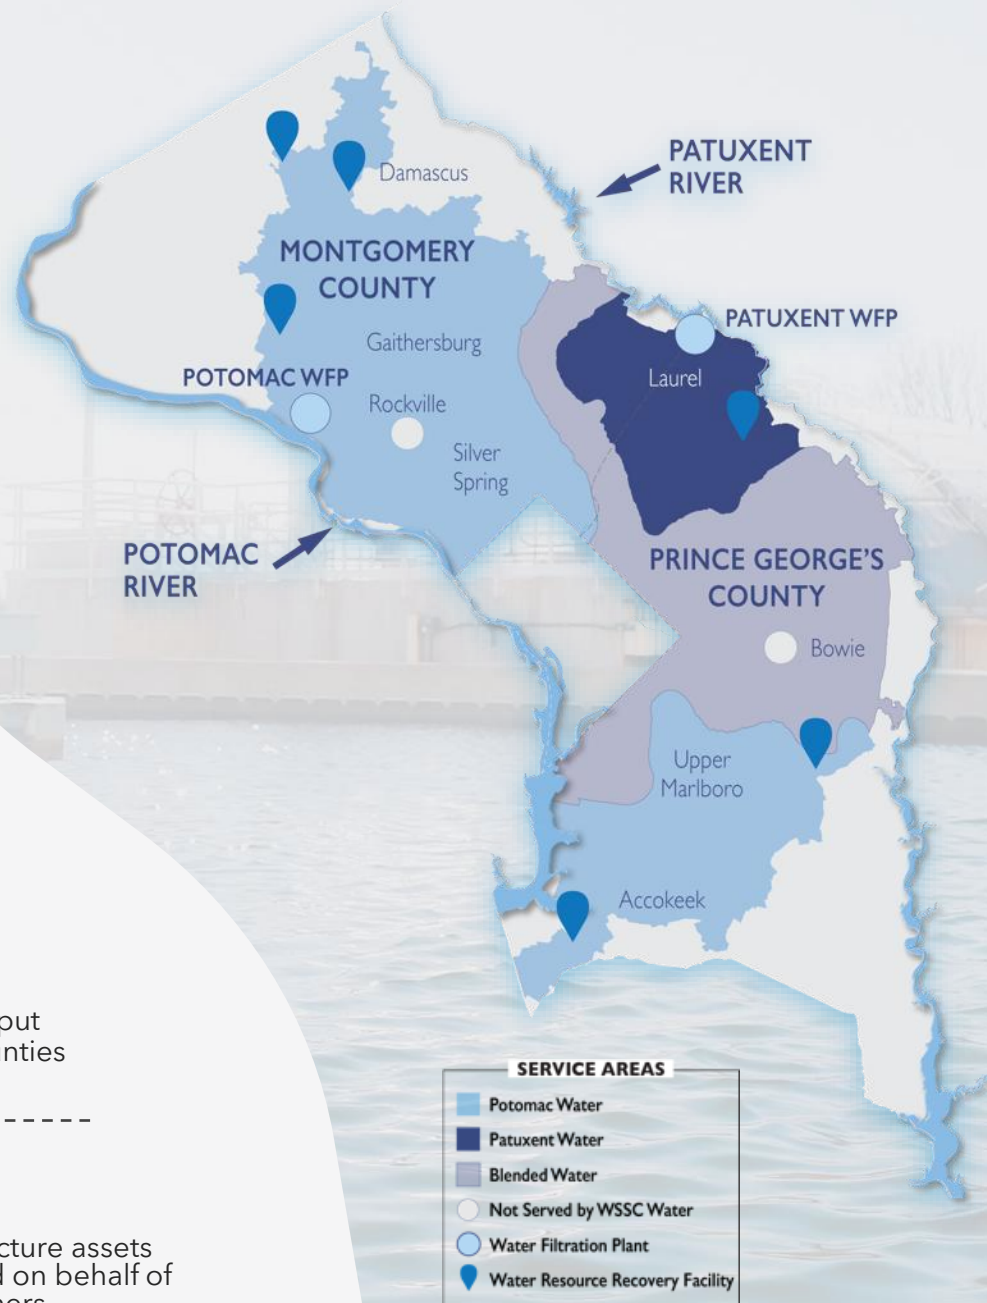 PATUXENT
RIVER
Damascus
MONTGOMERY
COUNTY
PATUXENT WFP
Gaithersburg
POTOMAC WFP
Laurel
Rockville
Silver
Spring
POTOMAC
RIVER
PRINCE GEORGE'S
COUNTY
Bowie
Upper
Marlboro
Accokeek
put
nties
cture assets
d on behalf of
ners
SERVICE AREAS
Potomac Water
Patuxent Water
Blended Water
Not Served by WSSC Water
Water Filtration Plant
Water Resource Recovery Facility